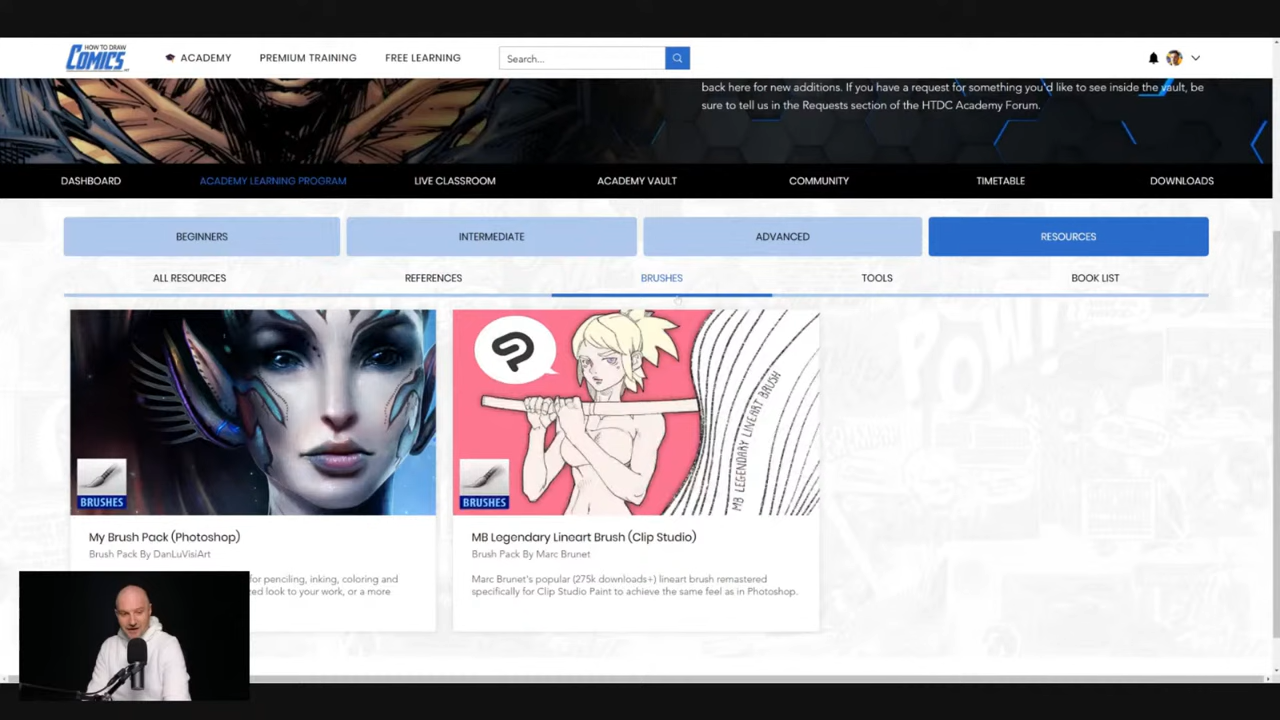 HOW TO DRAW
COMICS
.NET
ACADEMY
PREMIUM TRAINING
FREE LEARNING
Search...
back here for new additions. If you have a request for something you'd like to see inside the vault, be
sure to tell us in the Requests section of the HTDC Academy Forum.
DASHBOARD
ACADEMY LEARNING PROGRAM
LIVE CLASSROOM
ACADEMY VAULT
COMMUNITY
TIMETABLE
DOWNLOADS
BEGINNERS
INTERMEDIATE
ADVANCED
RESOURCES
ALL RESOURCES
REFERENCES
BRUSHES
TOOLS
BOOK LIST
POW!
BRUSHES
BRUSHES
MB LEGENDARY LINEART BRUSH
My Brush Pack (Photoshop)
Brush Pack By DanLuVisiArt
for penciling, inking, coloring and
zed look to your work, or a more
MB Legendary Lineart Brush (Clip Studio)
Brush Pack By Marc Brunet
Marc Brunet's popular (275k downloads+) lineart brush remastered
specifically for Clip Studio Paint to achieve the same feel as in Photoshop.